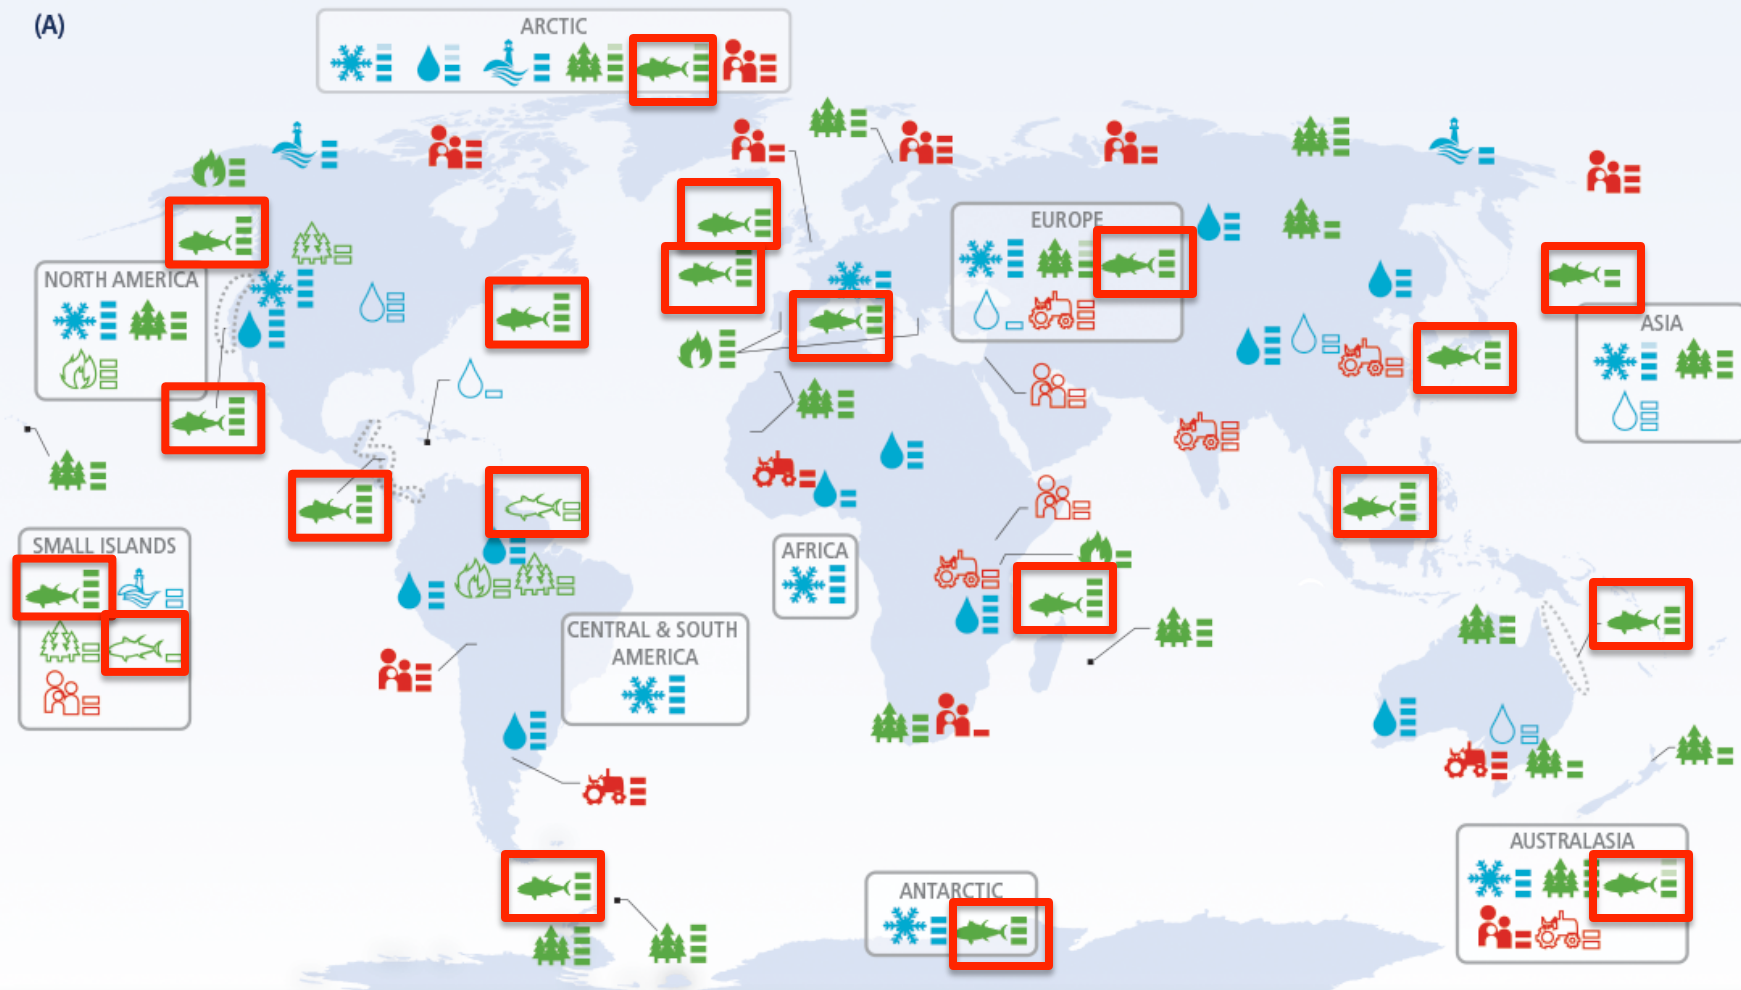 (A)
ARCTIC
EUROPE
NORTH AMERICA
ASIA
SMALL ISLANDS
AFRICA
CENTRAL & SOUTH
AMERICA
AUSTRALASIA
ANTARCTIC